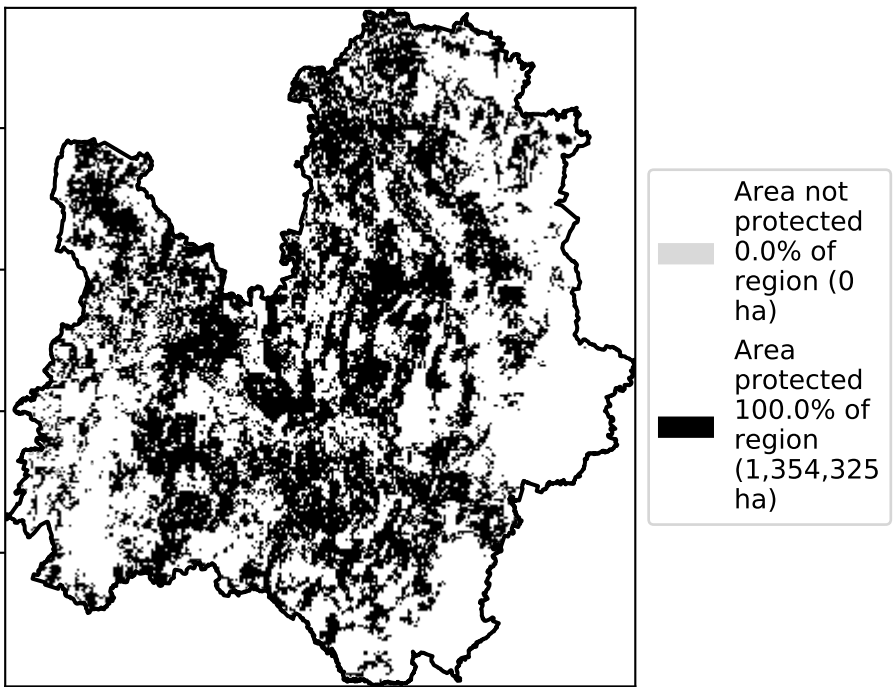 Area not
protected
0.0% of
region (0
ha)
Area
protected
100.0% of
region
(1,354,325
ha)